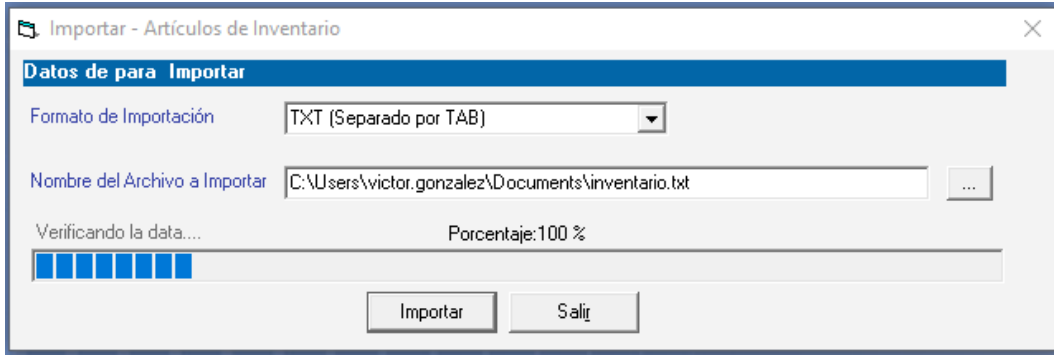 Importar - Artículos de Inventario
Datos de para Importar
Formato de Importación TXT (Separado por TAB)
Nombre del Archivo a Importar C:\Users\victor.gonzalez\Documents\inventario.txt ...
Verificando la data.... Porcentaje:100 %
Importar Salir